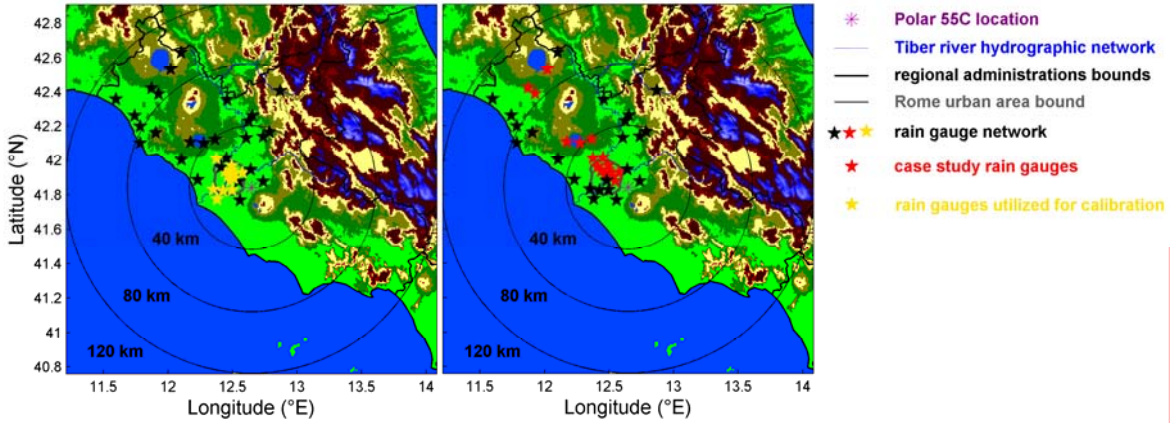 Latitude (°N)
42.8
42.6
42.4
42.2
42
41.8
41.6
41.4
41.2
41
40.8
40 km
80 km
120 km
11.5
12
12.5
13
13.5
14
Longitude (°E)
40 km
80 km
120 km
11.5
12
12.5
13
13.5
14
Longitude (°E)
Polar 55C location
Tiber river hydrographic network
regional administrations bounds
Rome urban area bound
rain gauge network
case study rain gauges
rain gauges utilized for calibration